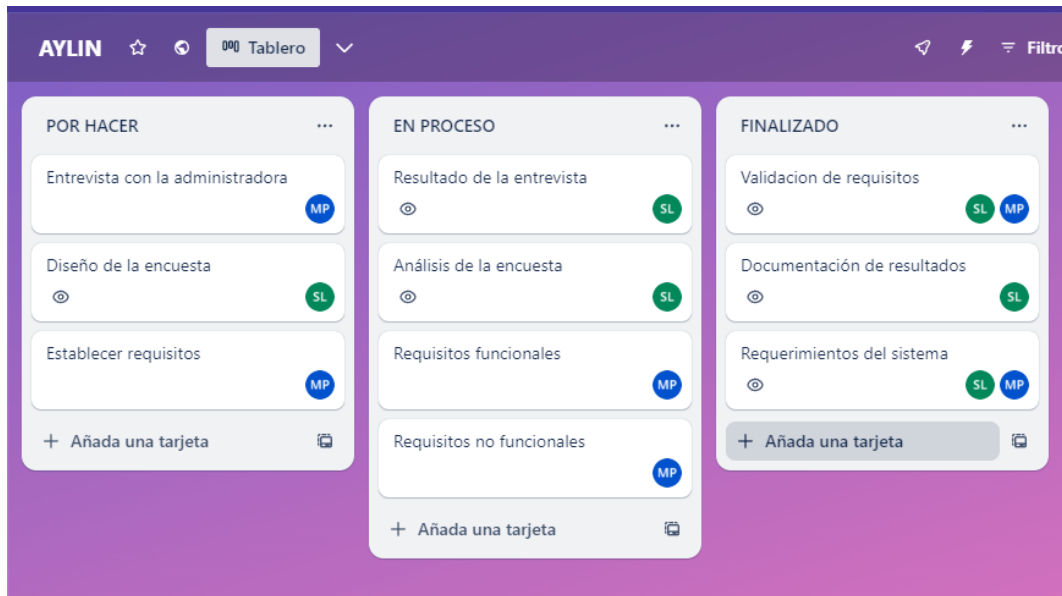 AYLIN Tablero Filtro
POR HACER
Entrevista con la administradora
MP
Diseño de la encuesta
SL
Establecer requisitos
MP
+ Añada una tarjeta
EN PROCESO
Resultado de la entrevista
SL
Análisis de la encuesta
SL
Requisitos funcionales
MP
Requisitos no funcionales
MP
+ Añada una tarjeta
FINALIZADO
Validacion de requisitos
SL MP
Documentación de resultados
SL
Requerimientos del sistema
SL MP
+ Añada una tarjeta